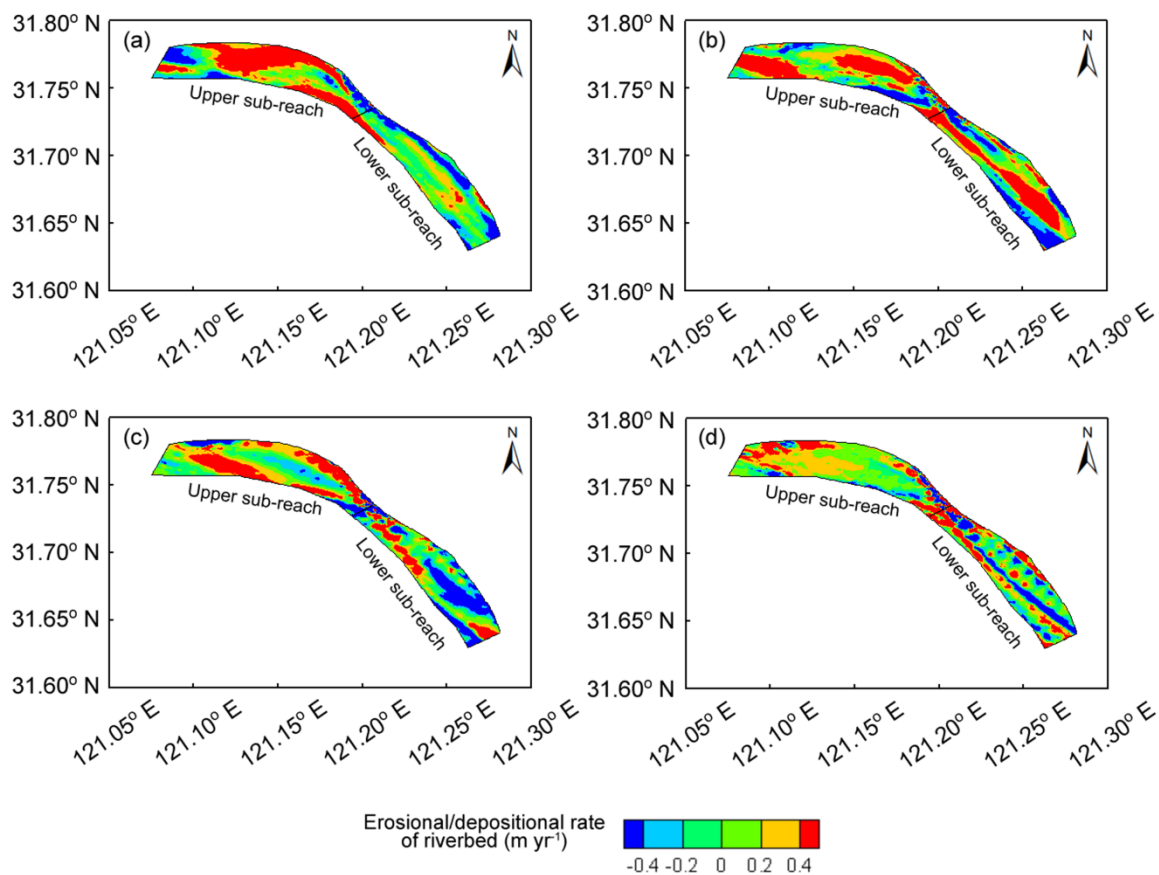 (a)
N
31.80° N
31.75° N
31.70° N
31.65° N
31.60° N
Upper sub-reach
Lower sub-reach
121.05° E
121.10° E
121.15° E
121.20° E
121.25° E
121.30° E
(b)
N
31.80° N
31.75° N
31.70° N
31.65° N
31.60° N
Upper sub-reach
Lower sub-reach
121.05° E
121.10° E
121.15° E
121.20° E
121.25° E
121.30° E
(c)
N
31.80° N
31.75° N
31.70° N
31.65° N
31.60° N
Upper sub-reach
Lower sub-reach
121.05° E
121.10° E
121.15° E
121.20° E
121.25° E
121.30° E
(d)
N
31.80° N
31.75° N
31.70° N
31.65° N
31.60° N
Upper sub-reach
Lower sub-reach
121.05° E
121.10° E
121.15° E
121.20° E
121.25° E
121.30° E
Erosional/depositional rate
of riverbed (m yr⁻¹)
-0.4 -0.2 0 0.2 0.4